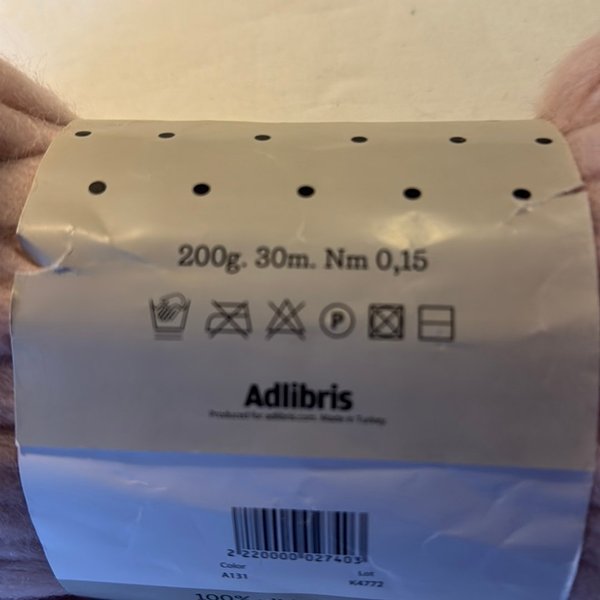 200g. 30m. Nm 0,15
P
Adlibris
Produced for adlibris.com. Made in Turkey.
2 220000 027403
Color
A131
Lot
K4772
100%